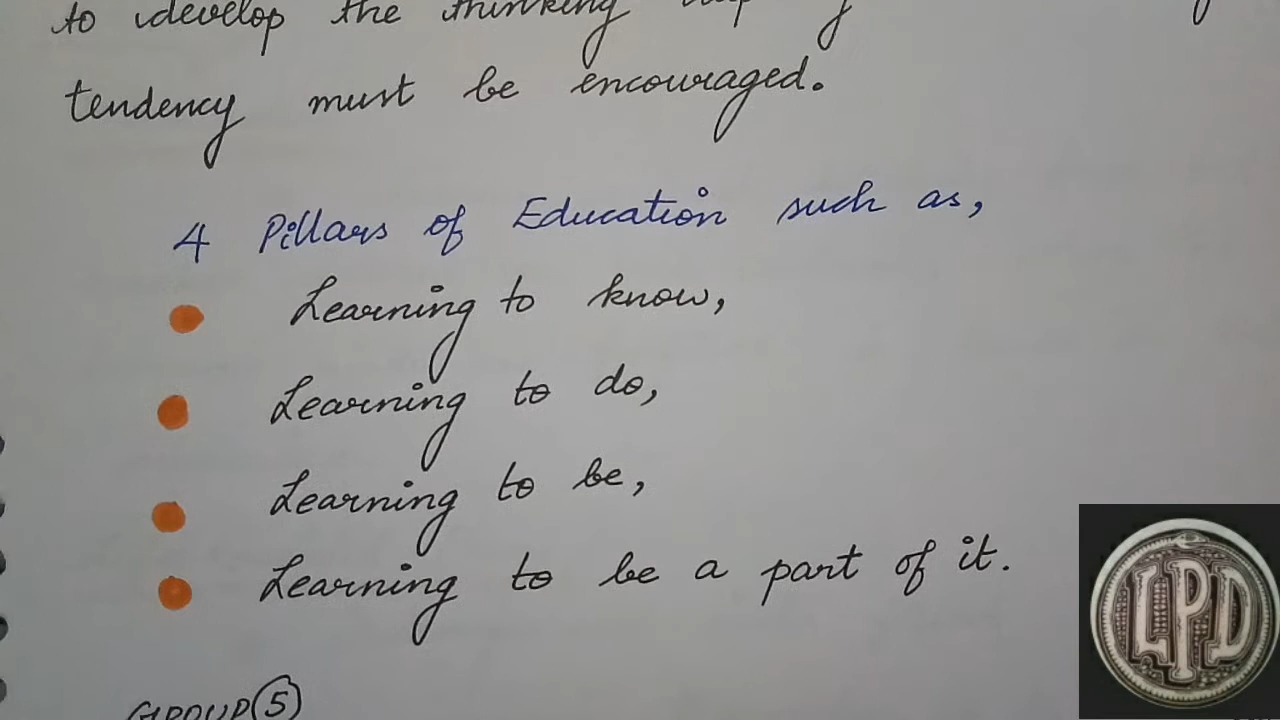 to develop the thinking
tendency must be encouraged.
4 Pillars of Education such as,
Learning to know,
Learning to do,
Learning to be,
Learning to be a part of it.
GROUP 5
LPD